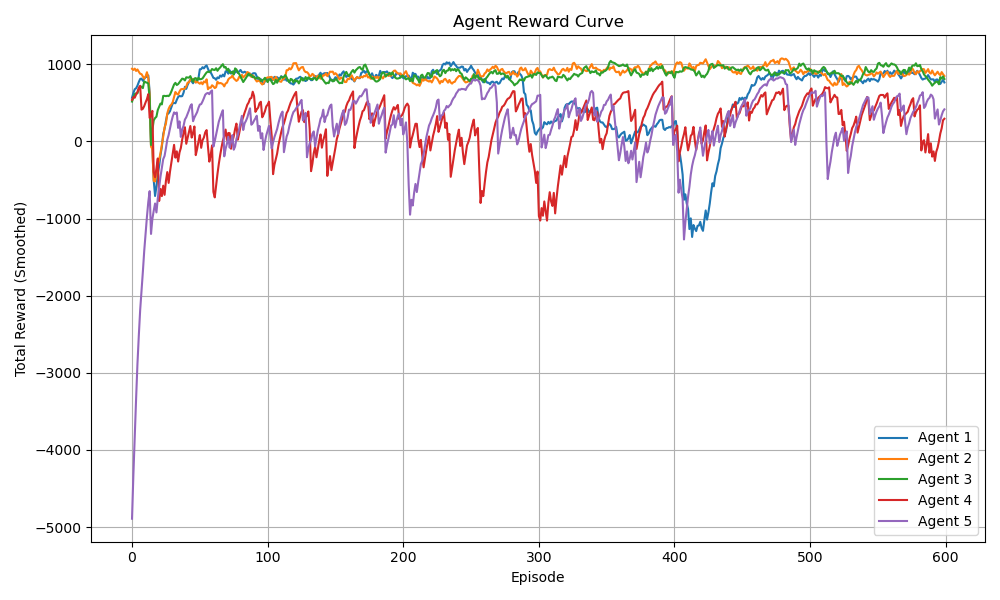 Agent Reward Curve
Total Reward (Smoothed)
1000
0
−1000
−2000
−3000
−4000
−5000
0 100 200 300 400 500 600
Episode
Agent 1
Agent 2
Agent 3
Agent 4
Agent 5